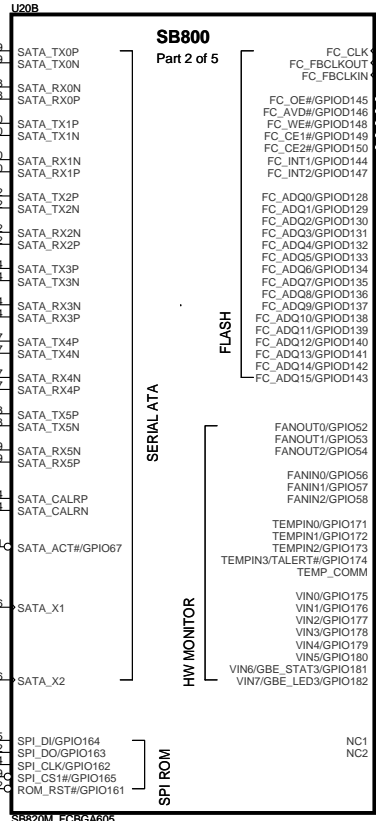 U20B
SB800
Part 2 of 5
SATA_TX0P
SATA_TX0N
SATA_RX0N
SATA_RX0P
SATA_TX1P
SATA_TX1N
SATA_RX1N
SATA_RX1P
SATA_TX2P
SATA_TX2N
SATA_RX2N
SATA_RX2P
SATA_TX3P
SATA_TX3N
SATA_RX3N
SATA_RX3P
SATA_TX4P
SATA_TX4N
SATA_RX4N
SATA_RX4P
SATA_TX5P
SATA_TX5N
SATA_RX5N
SATA_RX5P
SATA_CALRP
SATA_CALRN
SATA_ACT#/GPIO67
SATA_X1
SATA_X2
SERIAL ATA
SPI_DI/GPIO164
SPI_DO/GPIO163
SPI_CLK/GPIO162
SPI_CS1#/GPIO165
ROM_RST#/GPIO161
SPI ROM
FC_CLK
FC_FBCLKOUT
FC_FBCLKIN
FC_OE#/GPIOD145
FC_AVD#/GPIOD146
FC_WE#/GPIOD148
FC_CE1#/GPIOD149
FC_CE2#/GPIOD150
FC_INT1/GPIOD144
FC_INT2/GPIOD147
FC_ADQ0/GPIOD128
FC_ADQ1/GPIOD129
FC_ADQ2/GPIOD130
FC_ADQ3/GPIOD131
FC_ADQ4/GPIOD132
FC_ADQ5/GPIOD133
FC_ADQ6/GPIOD134
FC_ADQ7/GPIOD135
FC_ADQ8/GPIOD136
FC_ADQ9/GPIOD137
FC_ADQ10/GPIOD138
FC_ADQ11/GPIOD139
FC_ADQ12/GPIOD140
FC_ADQ13/GPIOD141
FC_ADQ14/GPIOD142
FC_ADQ15/GPIOD143
FLASH
FANOUT0/GPIO52
FANOUT1/GPIO53
FANOUT2/GPIO54
FANIN0/GPIO56
FANIN1/GPIO57
FANIN2/GPIO58
TEMPIN0/GPIO171
TEMPIN1/GPIO172
TEMPIN2/GPIO173
TEMPIN3/TALERT#/GPIO174
TEMP_COMM
VIN0/GPIO175
VIN1/GPIO176
VIN2/GPIO177
VIN3/GPIO178
VIN4/GPIO179
VIN5/GPIO180
VIN6/GBE_STAT3/GPIO181
VIN7/GBE_LED3/GPIO182
HW MONITOR
NC1
NC2
SB820M_FCBGA605